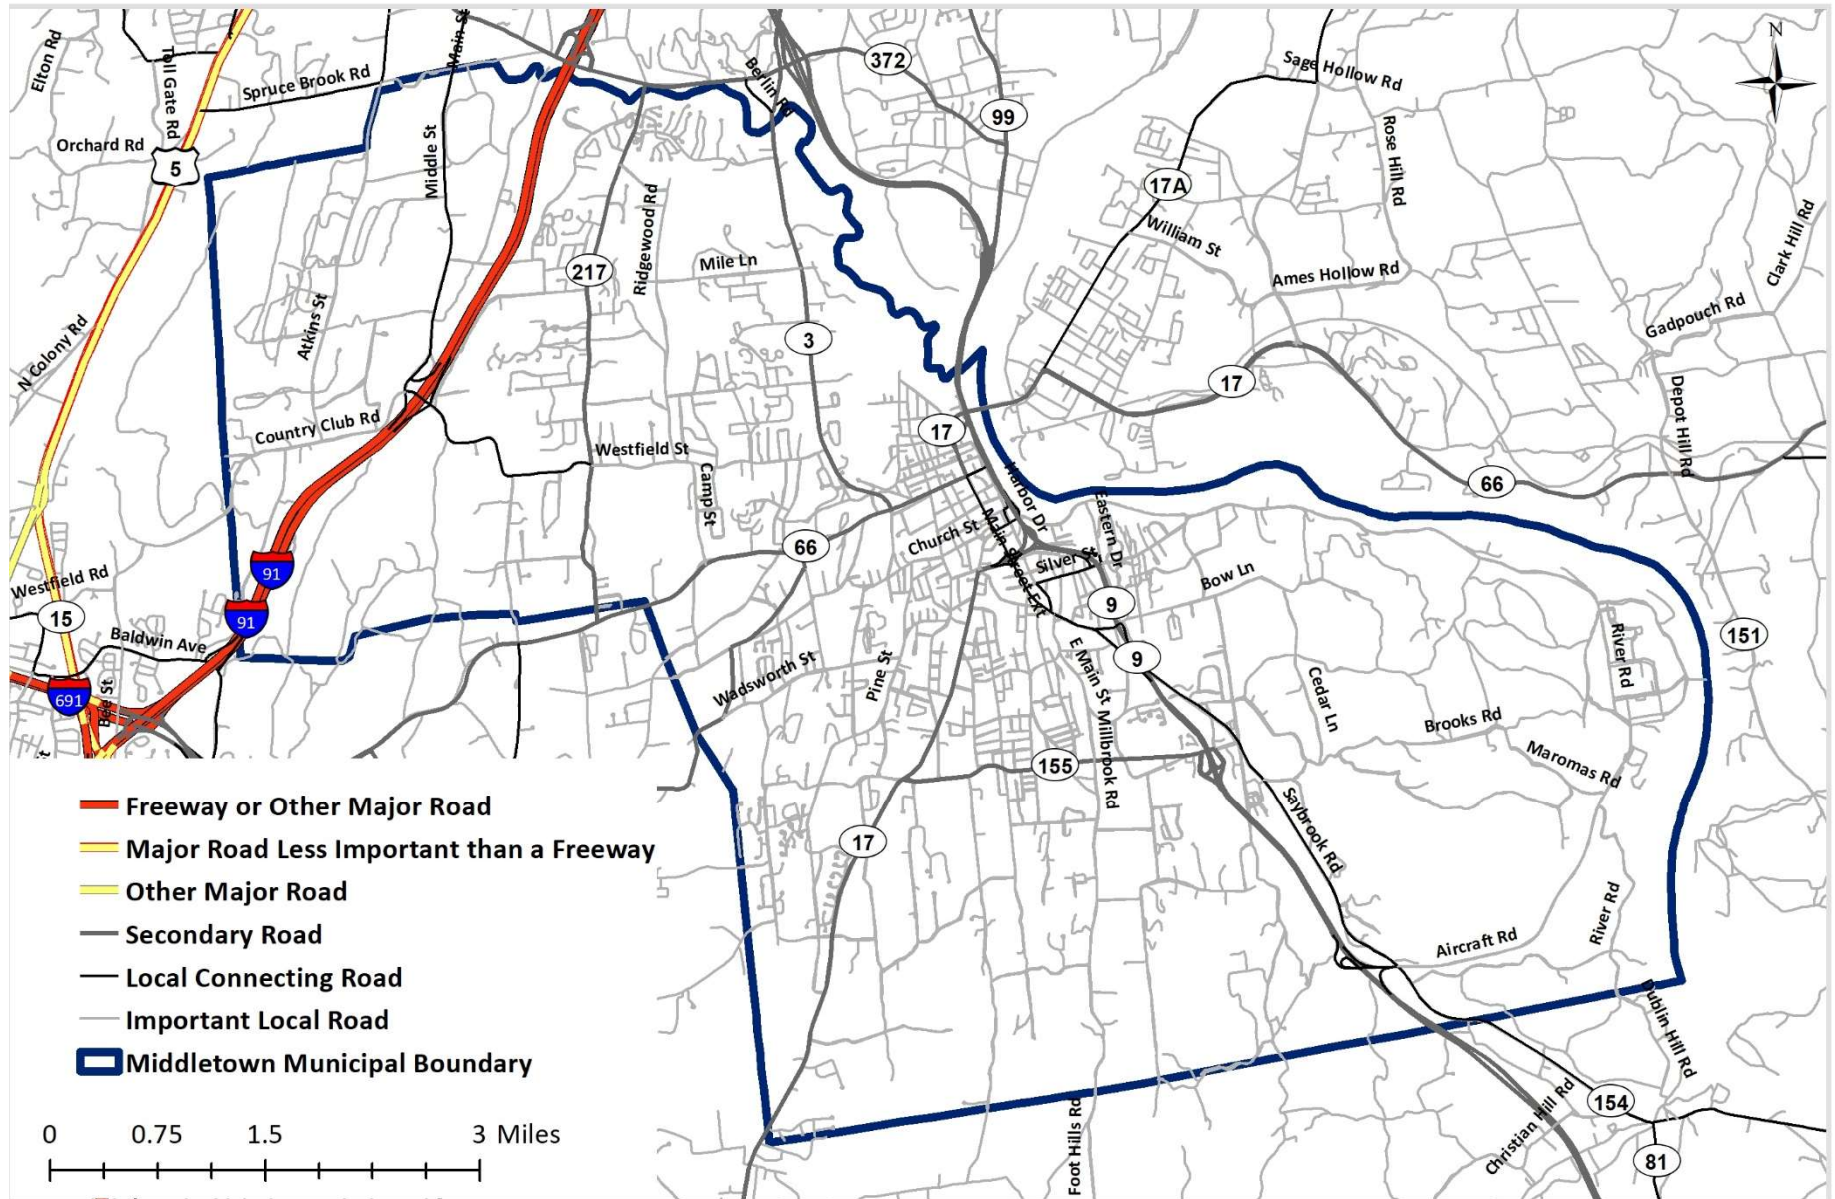 N
372
Main St
Elton Rd
Toll Gate Rd
Spruce Brook Rd
Berlin Rd
Sage Hollow Rd
99
Orchard Rd
5
Middle St
Rose Hill Rd
17A
William St
Ridgewood Rd
Mile Ln
217
Ames Hollow Rd
Clark Hill Rd
Gadpouch Rd
Atkins St
N Colony Rd
3
17
Depot Hill Rd
Country Club Rd
17
Westfield St
Camp St
Harbor Dr
66
Eastern Dr
Main Street Ext
Church St
66
Silver St
Bow Ln
91
Westfield Rd
91
15
Baldwin Ave
9
151
River Rd
9
Wadsworth St
Pine St
E Main St
Cedar Ln
691
Bee St
Millbrook Rd
Brooks Rd
Maromas Rd
155
Saybrook Rd
17
Aircraft Rd
River Rd
Dublin Hill Rd
154
Christian Hill Rd
Foot Hills Rd
81
Freeway or Other Major Road
Major Road Less Important than a Freeway
Other Major Road
Secondary Road
Local Connecting Road
Important Local Road
Middletown Municipal Boundary
0 0.75 1.5 3 Miles